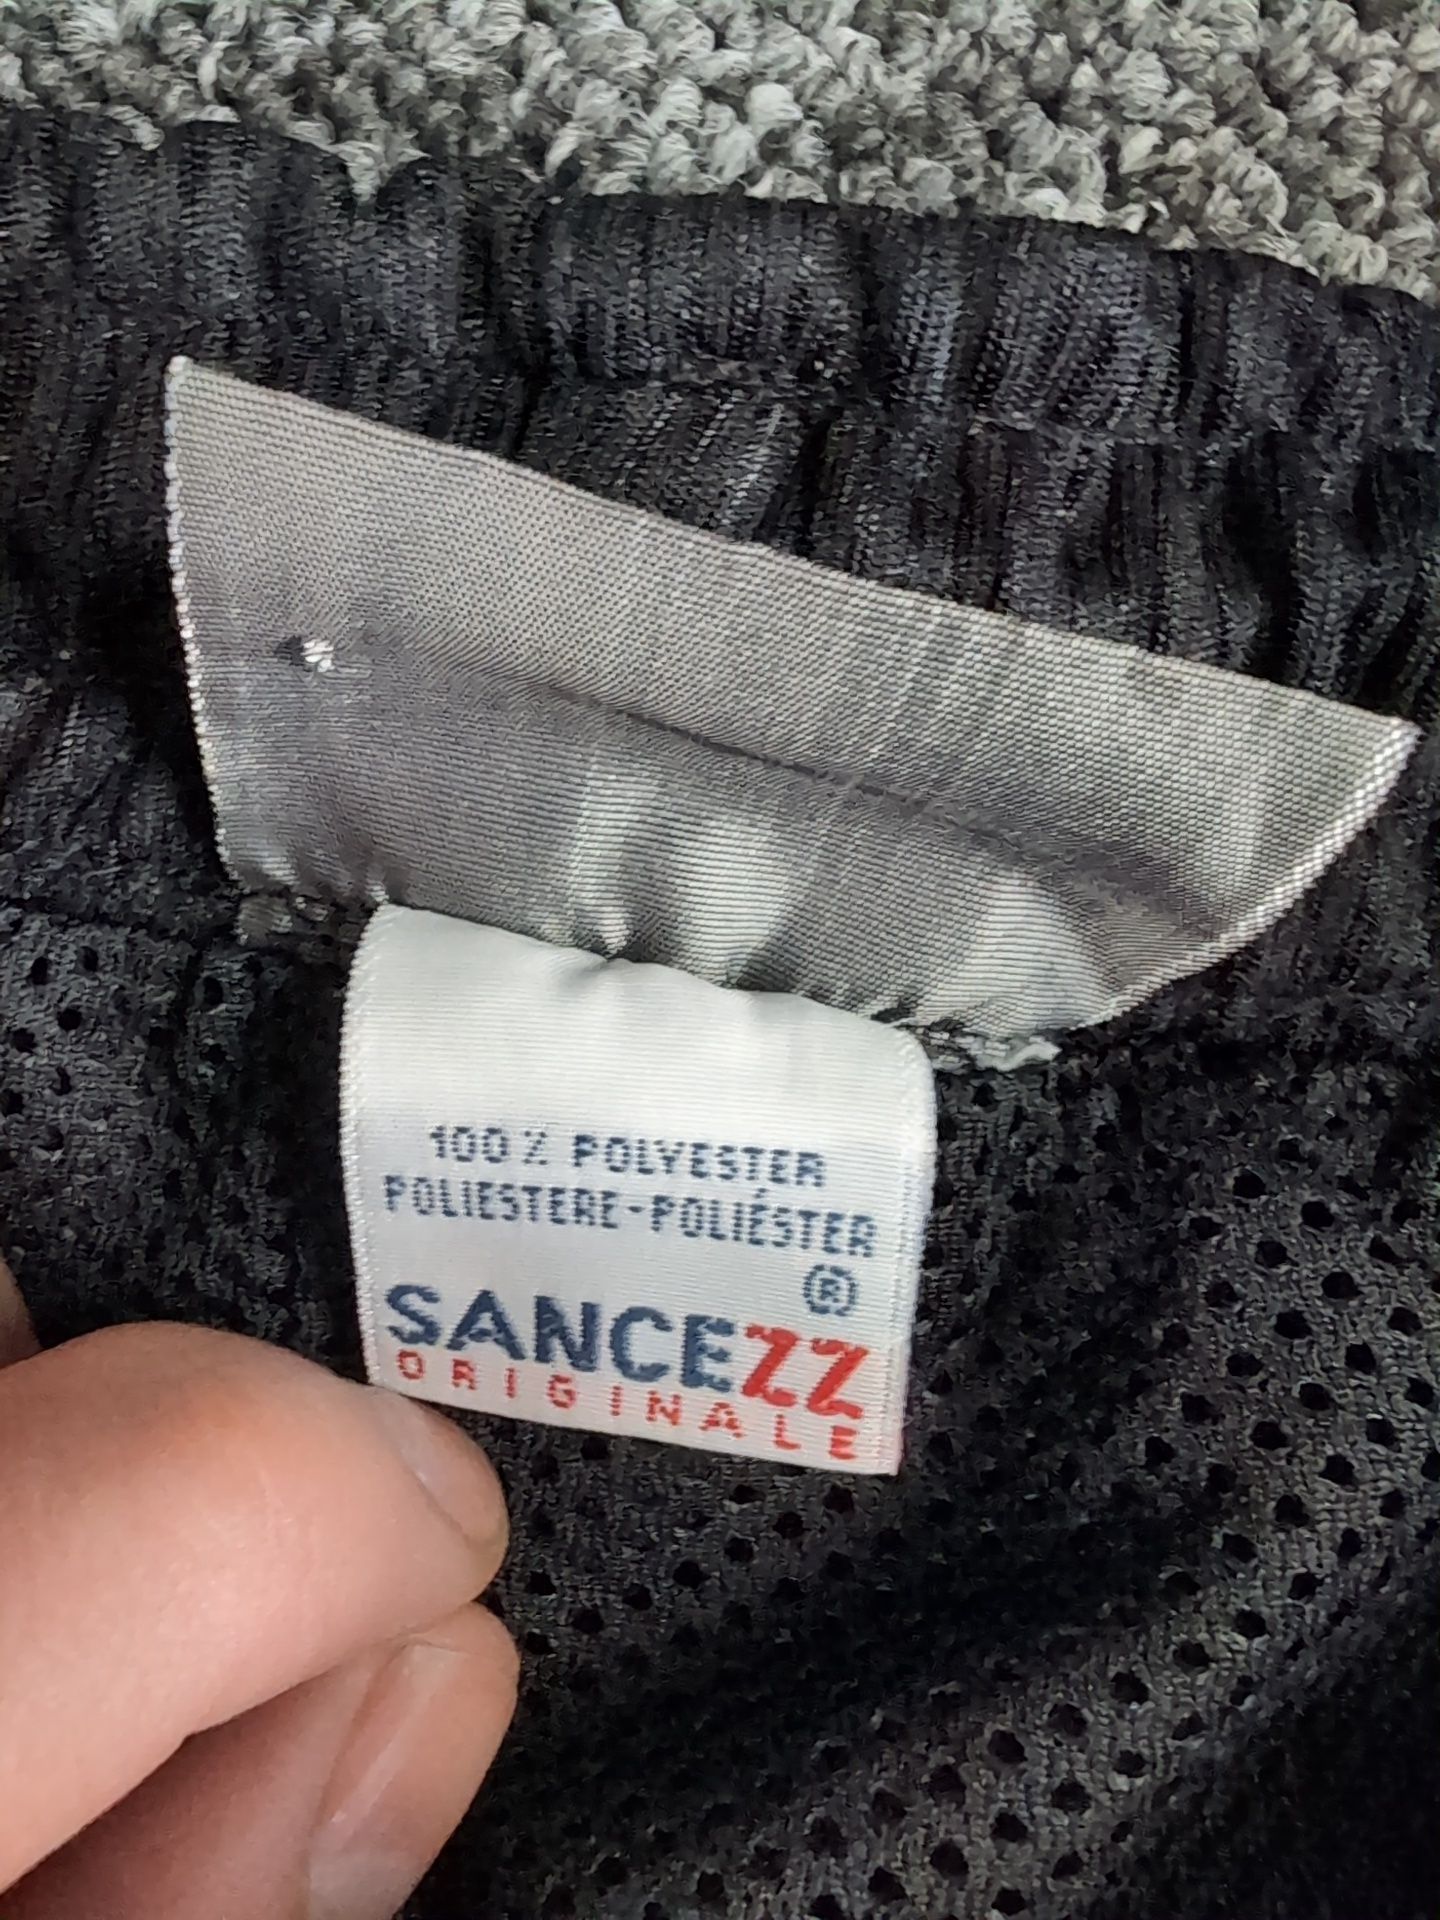 100 % POLYESTER
POLIESTERE-POLIÉSTER
®
SANCEZZ
ORIGINALE